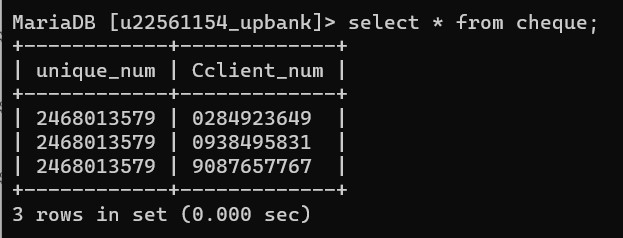 MariaDB [u22561154_upbank]> select * from cheque;
+------------+-------------+
| unique_num | Cclient_num |
+------------+-------------+
| 2468013579 | 0284923649  |
| 2468013579 | 0938495831  |
| 2468013579 | 9087657767  |
+------------+-------------+
3 rows in set (0.000 sec)